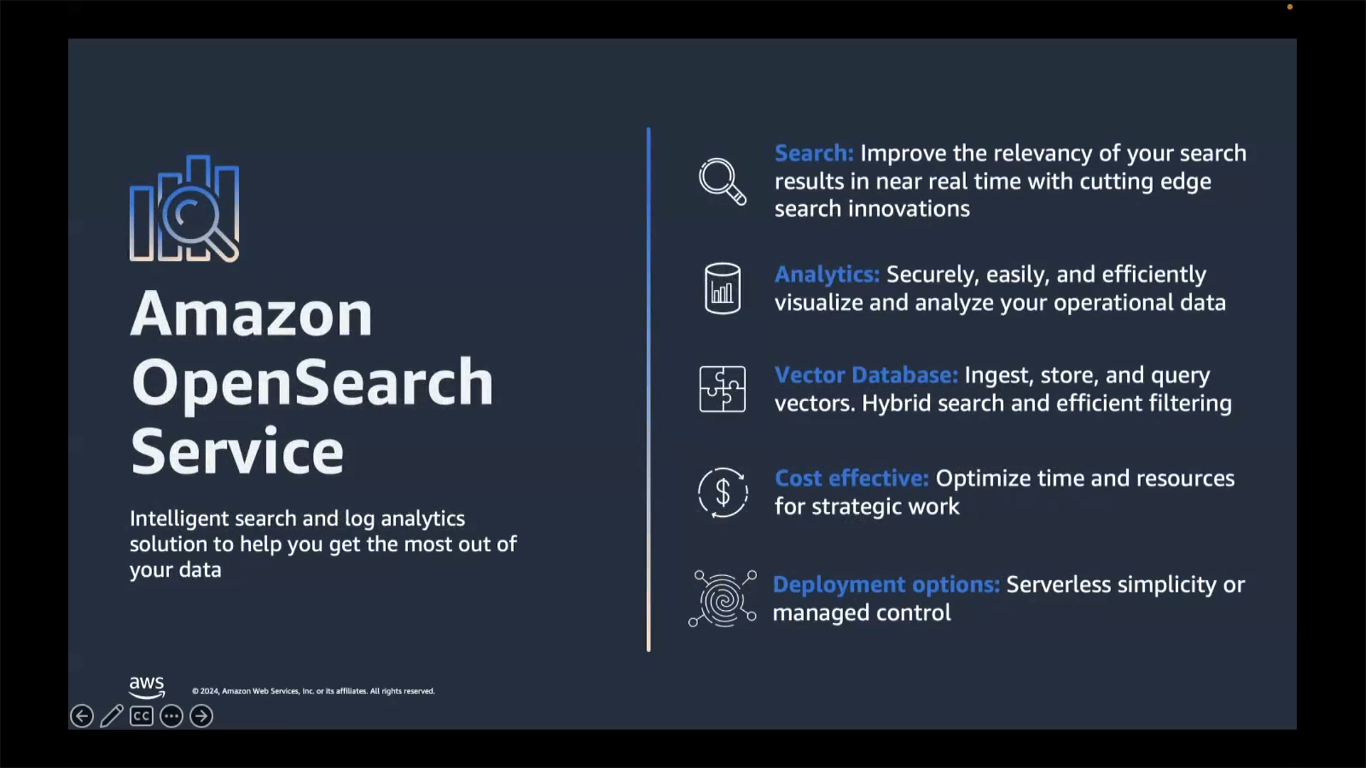 Amazon
OpenSearch
Service
Intelligent search and log analytics
solution to help you get the most out of
your data
Search: Improve the relevancy of your search
results in near real time with cutting edge
search innovations
Analytics: Securely, easily, and efficiently
visualize and analyze your operational data
Vector Database: Ingest, store, and query
vectors. Hybrid search and efficient filtering
Cost effective: Optimize time and resources
for strategic work
Deployment options: Serverless simplicity or
managed control
aws
© 2024, Amazon Web Services, Inc. or its affiliates. All rights reserved.
CC